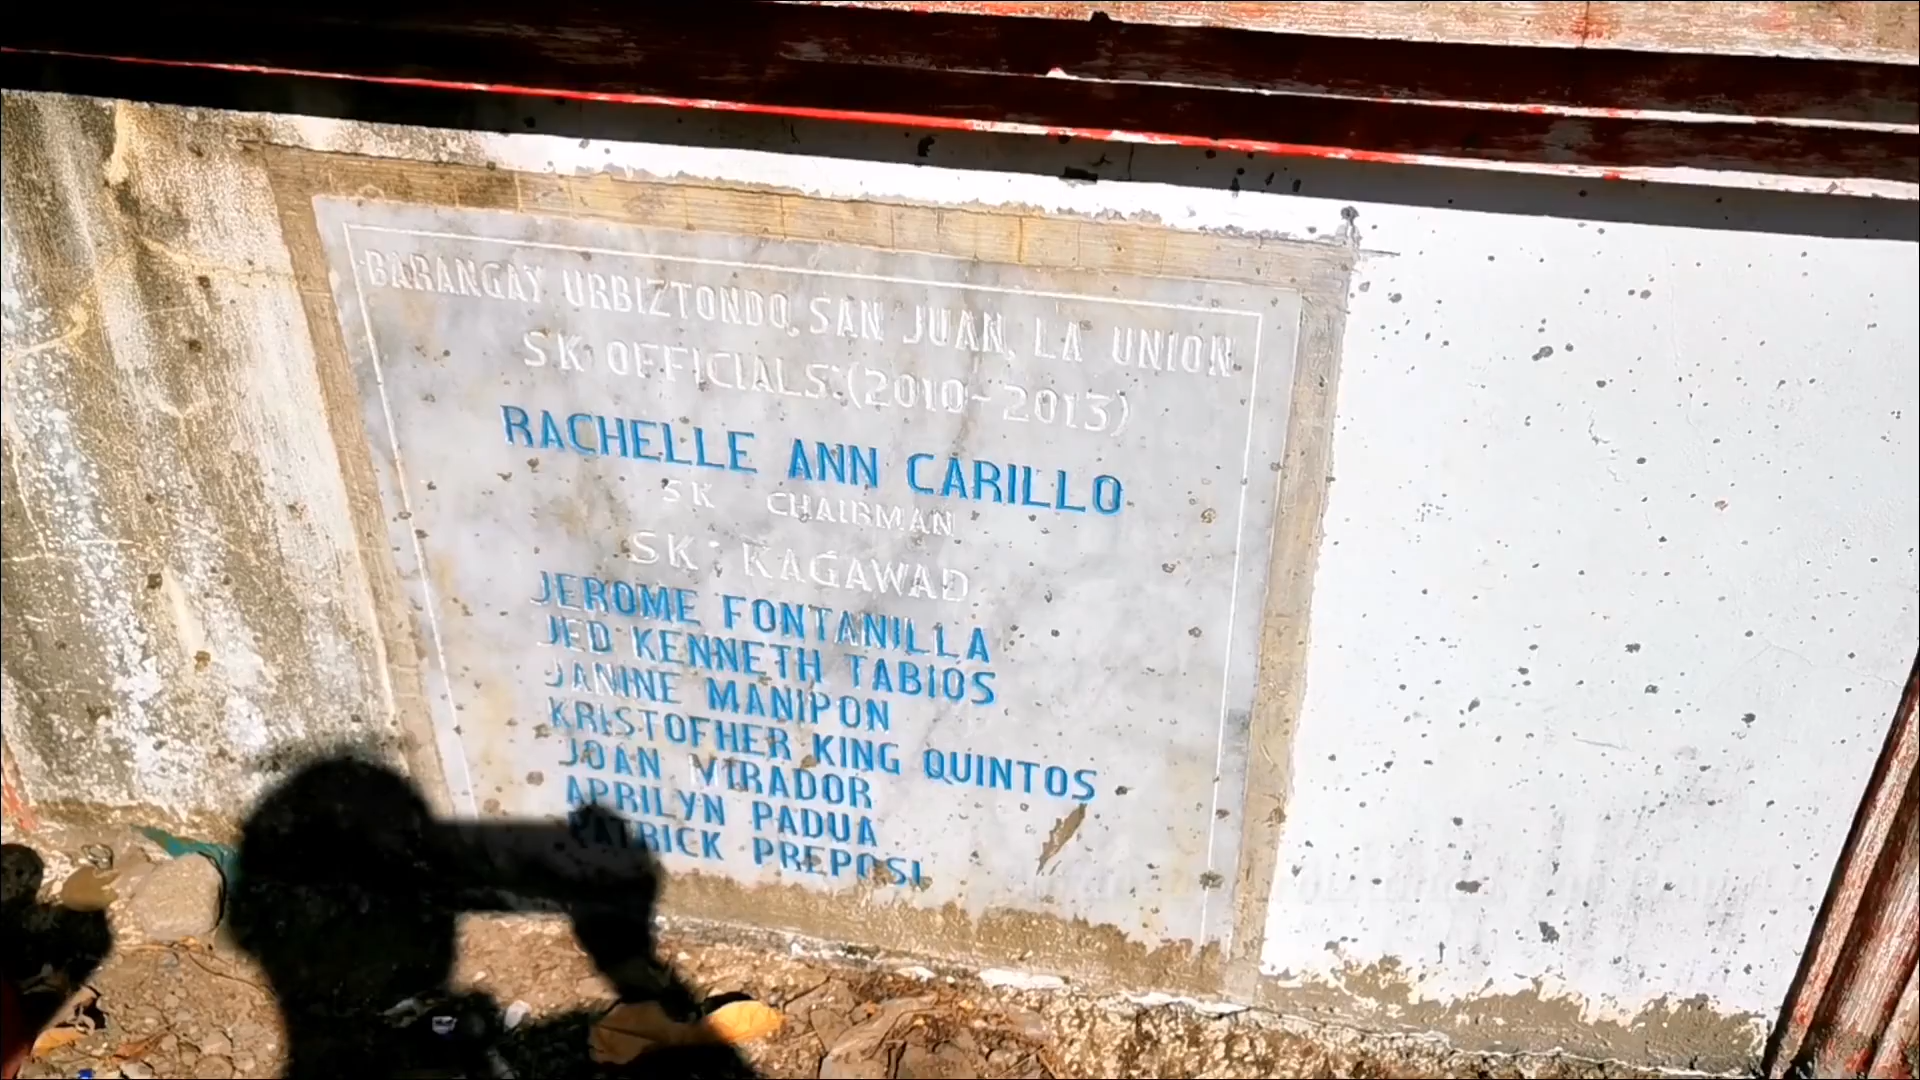 BARANGAY URBIZTONDO, SAN JUAN, LA UNION
SK OFFICIALS (2010-2013)
RACHELLE ANN CARILLO
SK CHAIRMAN
SK KAGAWAD
JEROME FONTANILLA
JED KENNETH TABIOS
JANINE MANIPON
KRISTOFHER KING QUINTOS
JOAN VIRADOR
APRILYN PADUA
PATRICK PREPOSI